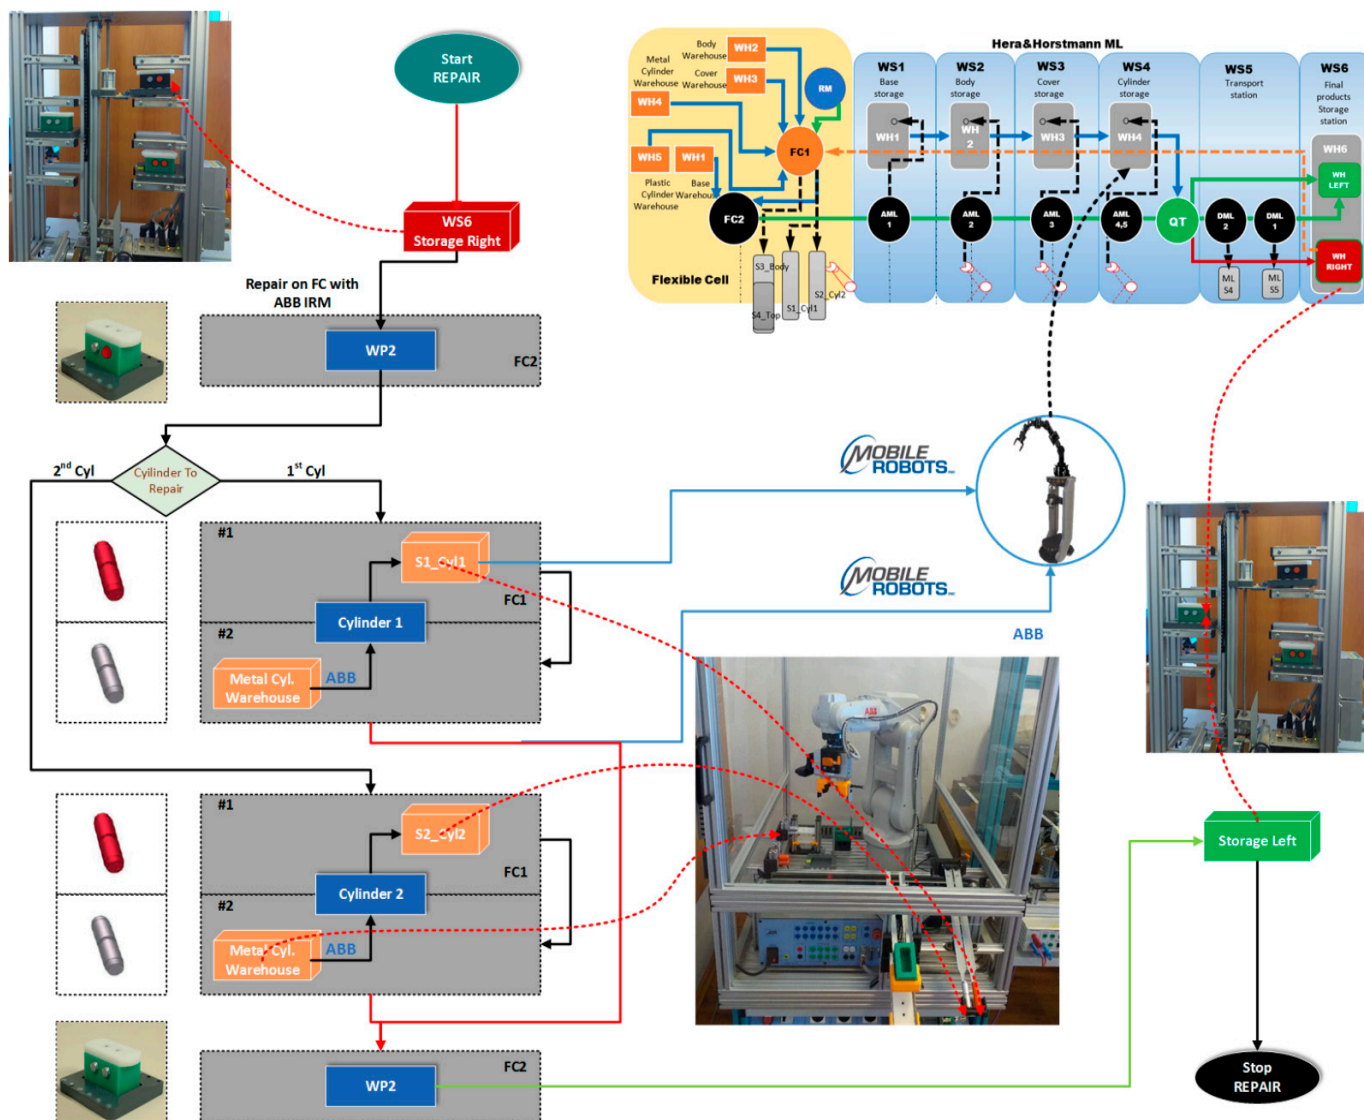 Start
REPAIR
WS6
Storage Right
Repair on FC with
ABB IRM
WP2
FC2
Cyilinder To
Repair
2nd Cyl
1st Cyl
#1
S1_Cyl1
FC1
Cylinder 1
#2
Metal Cyl.
Warehouse
ABB
#1
S2_Cyl2
FC1
Cylinder 2
#2
Metal Cyl.
Warehouse
ABB
FC2
WP2
Hera&Horstmann ML
Body
Warehouse
WH2
Metal
Cylinder
Warehouse
Cover
Warehouse
WH3
WH4
RM
FC1
WH5
WH1
Plastic
Cylinder
Warehouse
Base
Warehouse
FC2
Flexible Cell
S3_Body
S4_Top
S1_Cyl1
S2_Cyl2
WS1
Base
storage
WH1
AML
1
WS2
Body
storage
WH
2
AML
2
WS3
Cover
storage
WH3
AML
3
WS4
Cylinder
storage
WH4
AML
4,5
QT
WS5
Transport
station
DML
2
DML
1
ML
S4
ML
S5
WS6
Final
products
Storage
station
WH6
WH
LEFT
WH
RIGHT
MOBILE
ROBOTS INC
MOBILE
ROBOTS INC
ABB
ABB
Storage Left
Stop
REPAIR